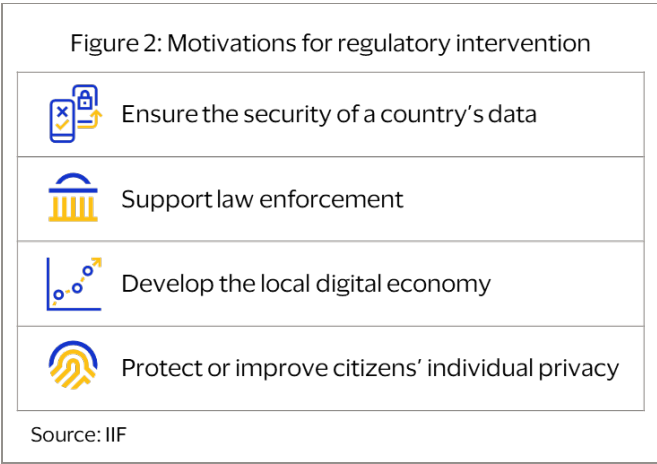 Figure 2: Motivations for regulatory intervention
Ensure the security of a country’s data
Support law enforcement
Develop the local digital economy
Protect or improve citizens’ individual privacy
Source: IIF